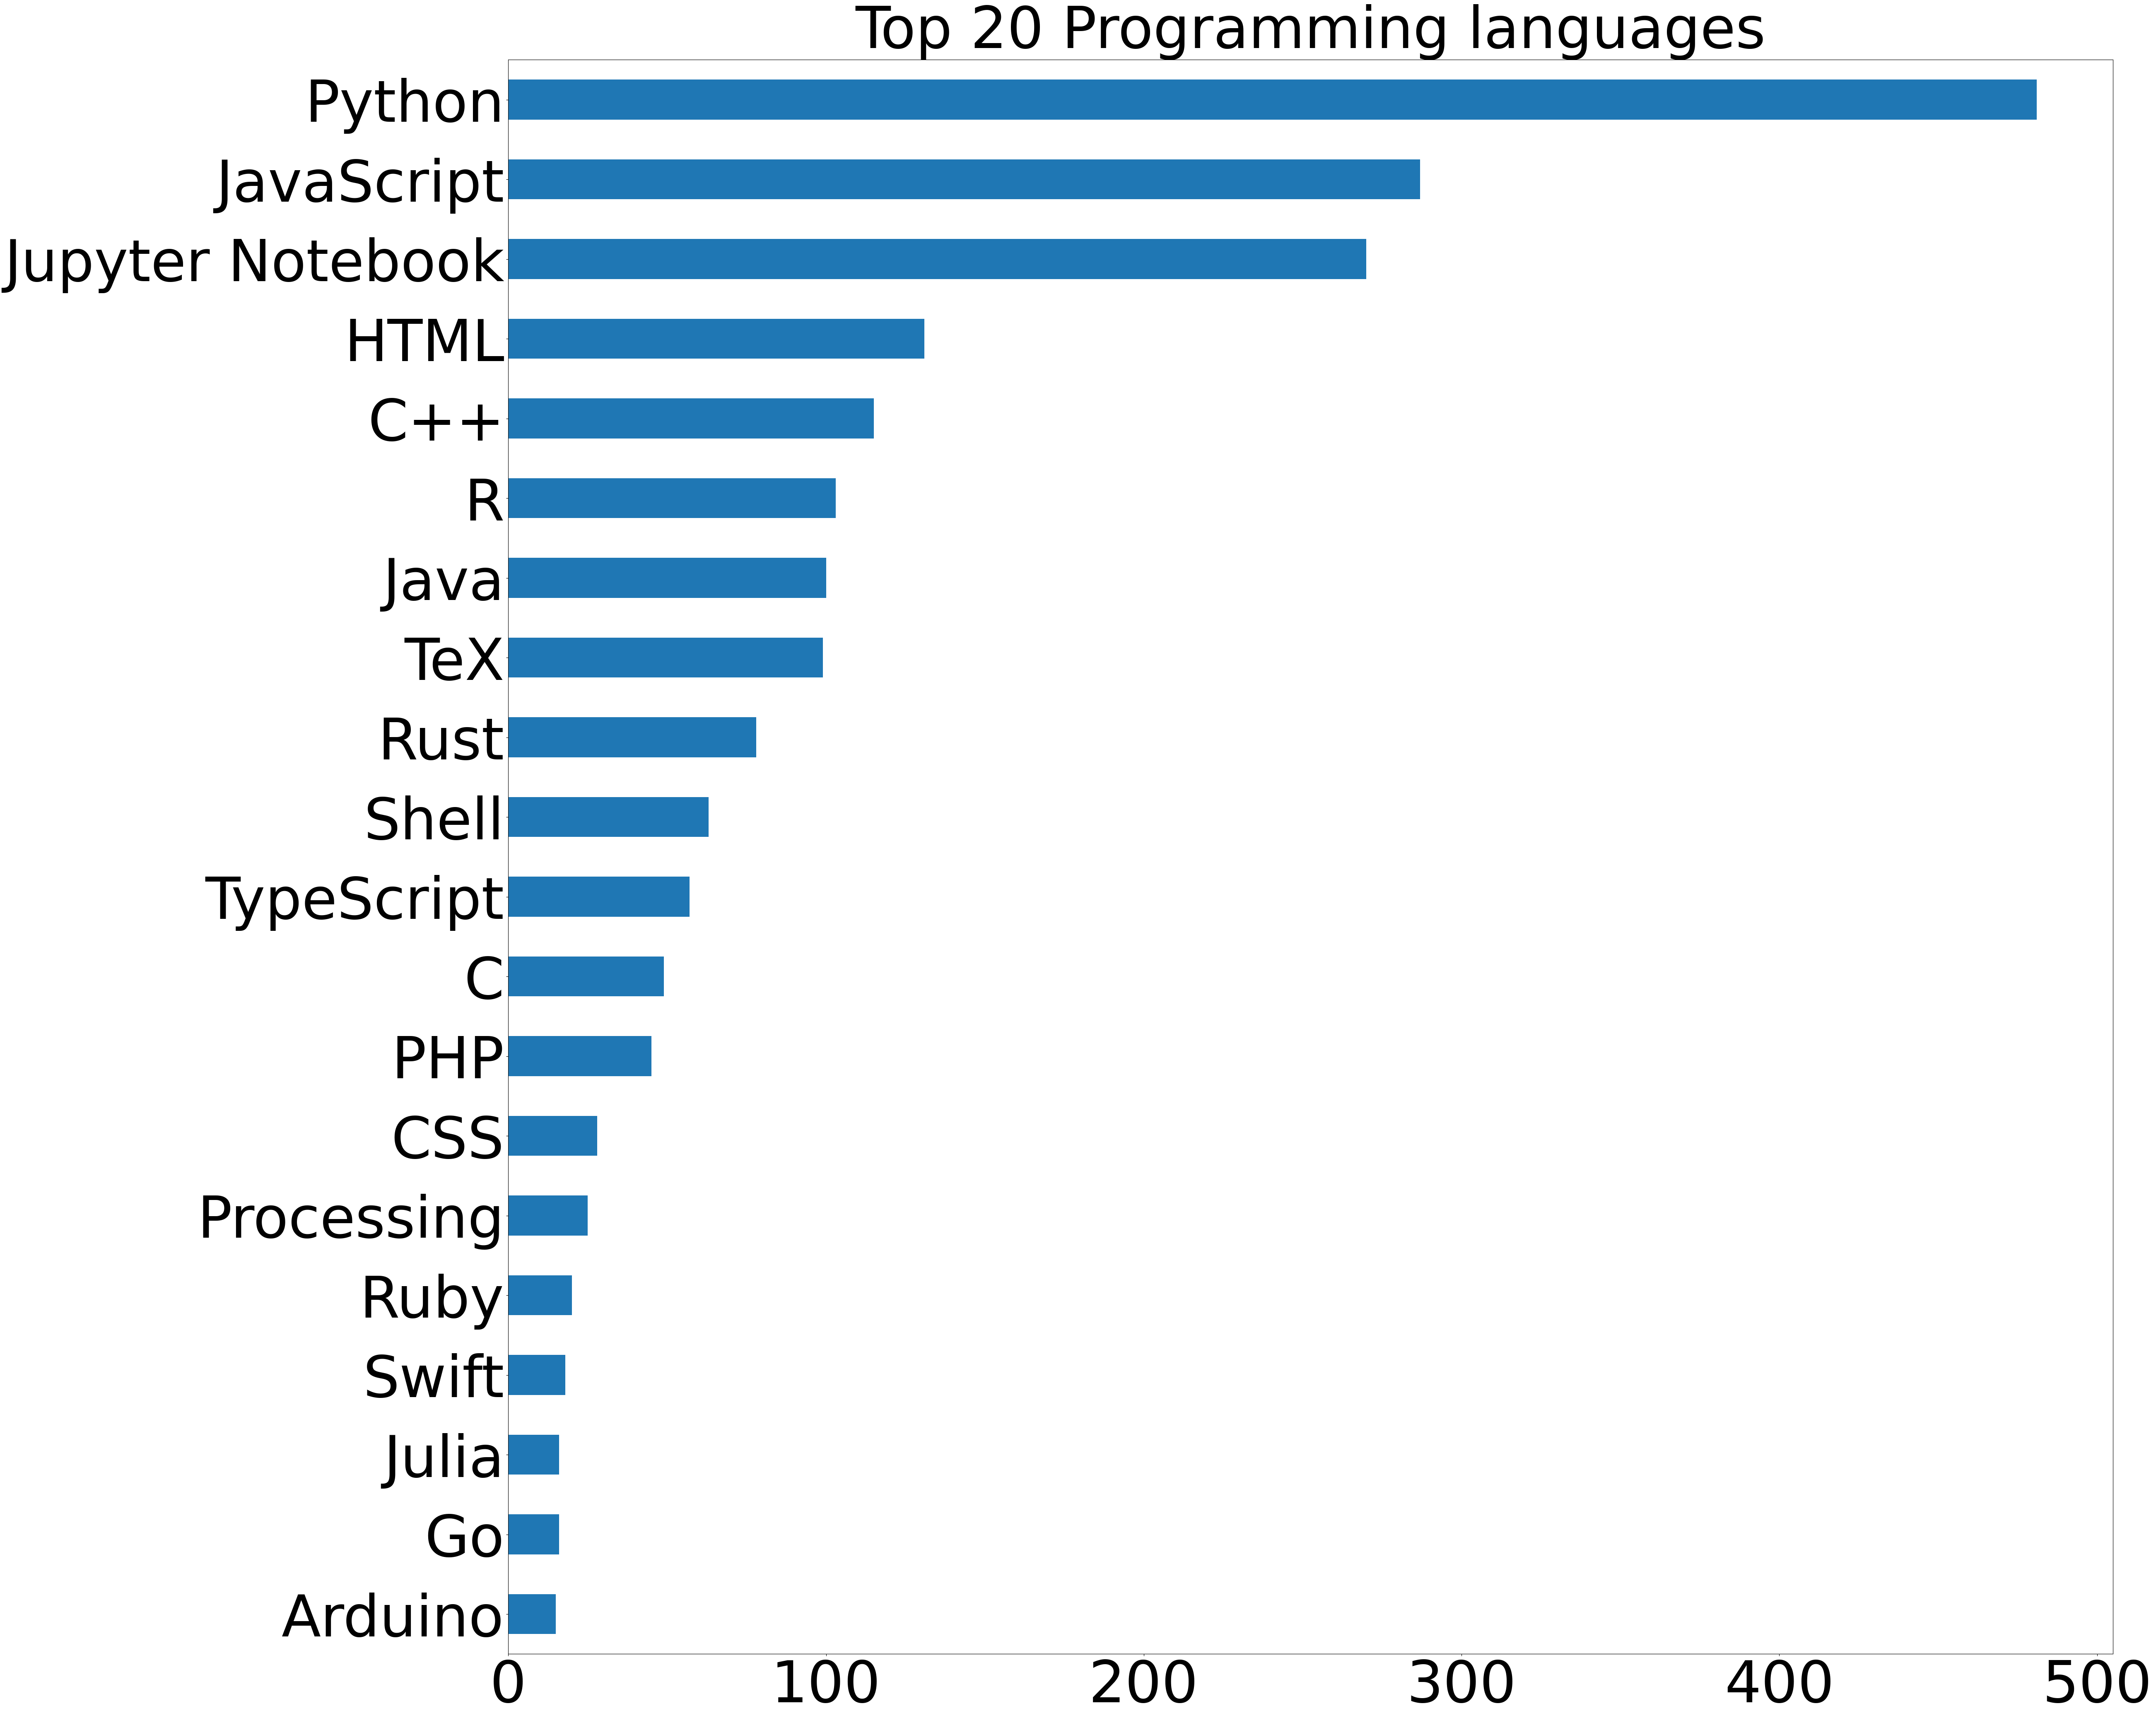 Top 20 Programming languages
Python
JavaScript
Jupyter Notebook
HTML
C++
R
Java
TeX
Rust
Shell
TypeScript
C
PHP
CSS
Processing
Ruby
Swift
Julia
Go
Arduino
0 100 200 300 400 500